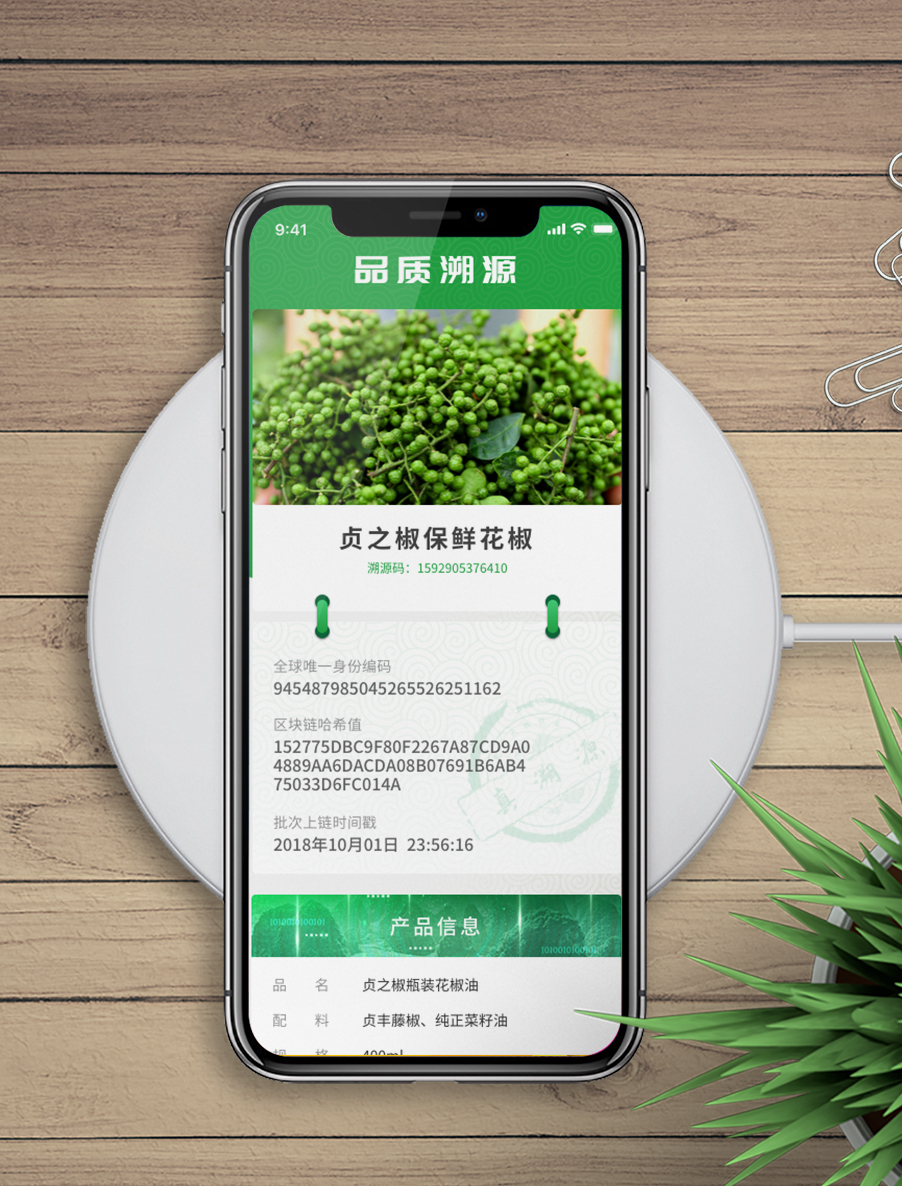 9:41
品质溯源
贞之椒保鲜花椒
溯源码：1592905376410
全球唯一身份编码
945487985045265526251162
区块链哈希值
152775DBC9F80F2267A87CD9A0
4889AA6DACDA08B07691B6AB4
75033D6FC014A
真溯源
批次上链时间戳
2018年10月01日 23:56:16
产品信息
品 名 贞之椒瓶装花椒油
配 料 贞丰藤椒、纯正菜籽油
规 格 400ml